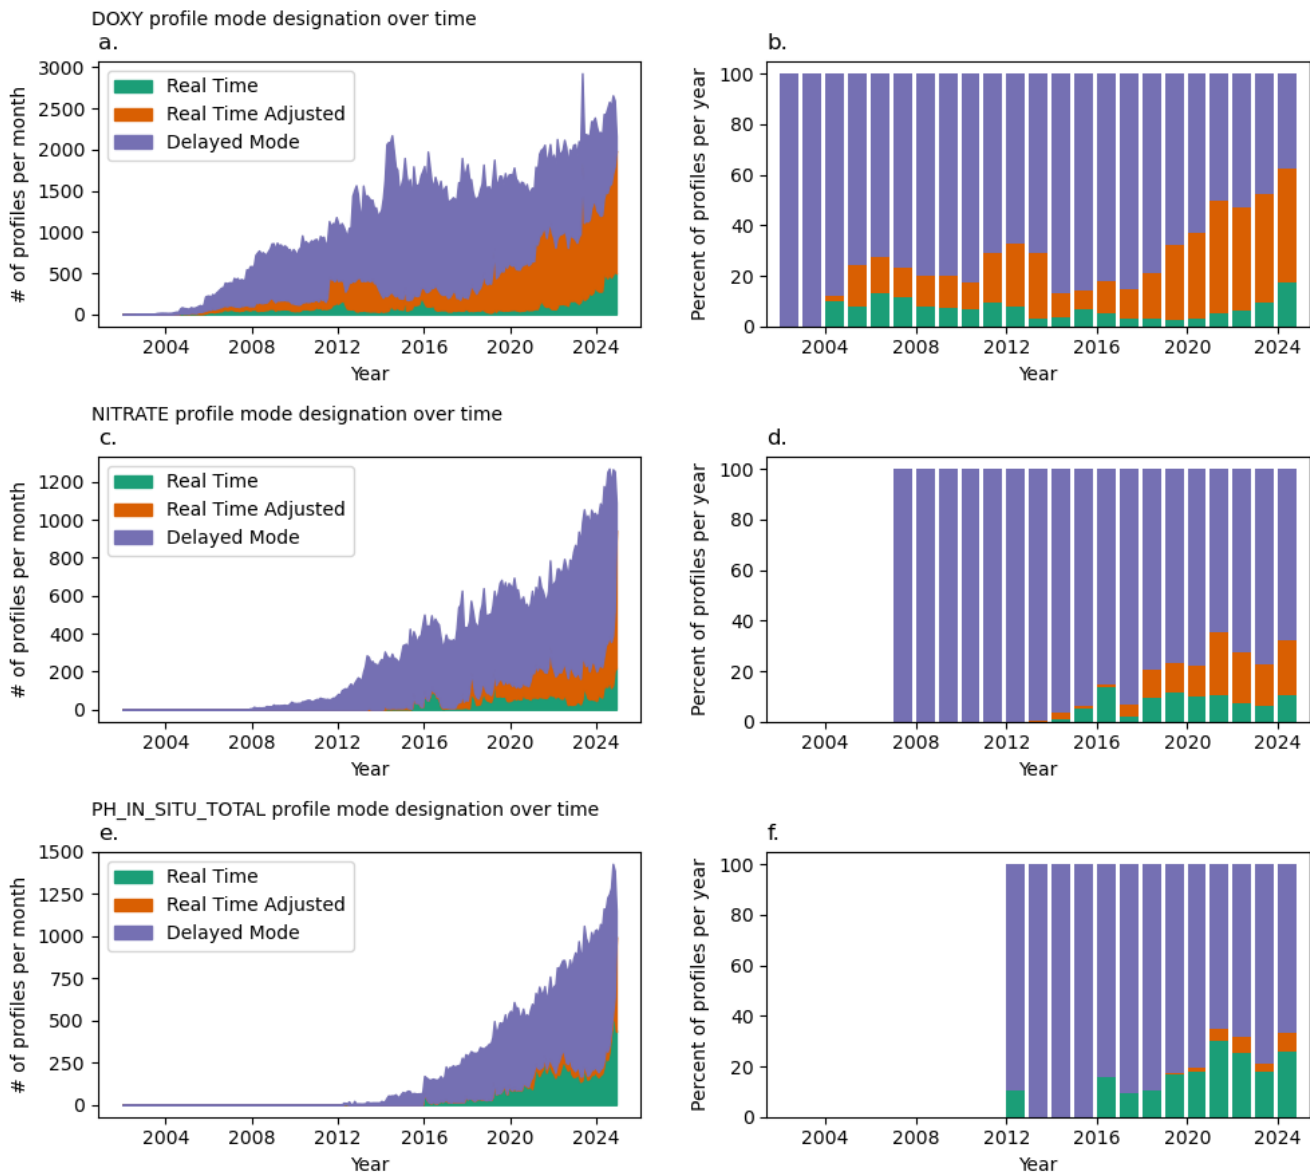 DOXY profile mode designation over time
a.
# of profiles per month
3000
2500
2000
1500
1000
500
0
Real Time
Real Time Adjusted
Delayed Mode
2004 2008 2012 2016 2020 2024
Year
b.
Percent of profiles per year
100
80
60
40
20
0
2004 2008 2012 2016 2020 2024
Year
NITRATE profile mode designation over time
c.
# of profiles per month
1200
1000
800
600
400
200
0
Real Time
Real Time Adjusted
Delayed Mode
2004 2008 2012 2016 2020 2024
Year
d.
Percent of profiles per year
100
80
60
40
20
0
2004 2008 2012 2016 2020 2024
Year
PH_IN_SITU_TOTAL profile mode designation over time
e.
# of profiles per month
1500
1250
1000
750
500
250
0
Real Time
Real Time Adjusted
Delayed Mode
2004 2008 2012 2016 2020 2024
Year
f.
Percent of profiles per year
100
80
60
40
20
0
2004 2008 2012 2016 2020 2024
Year